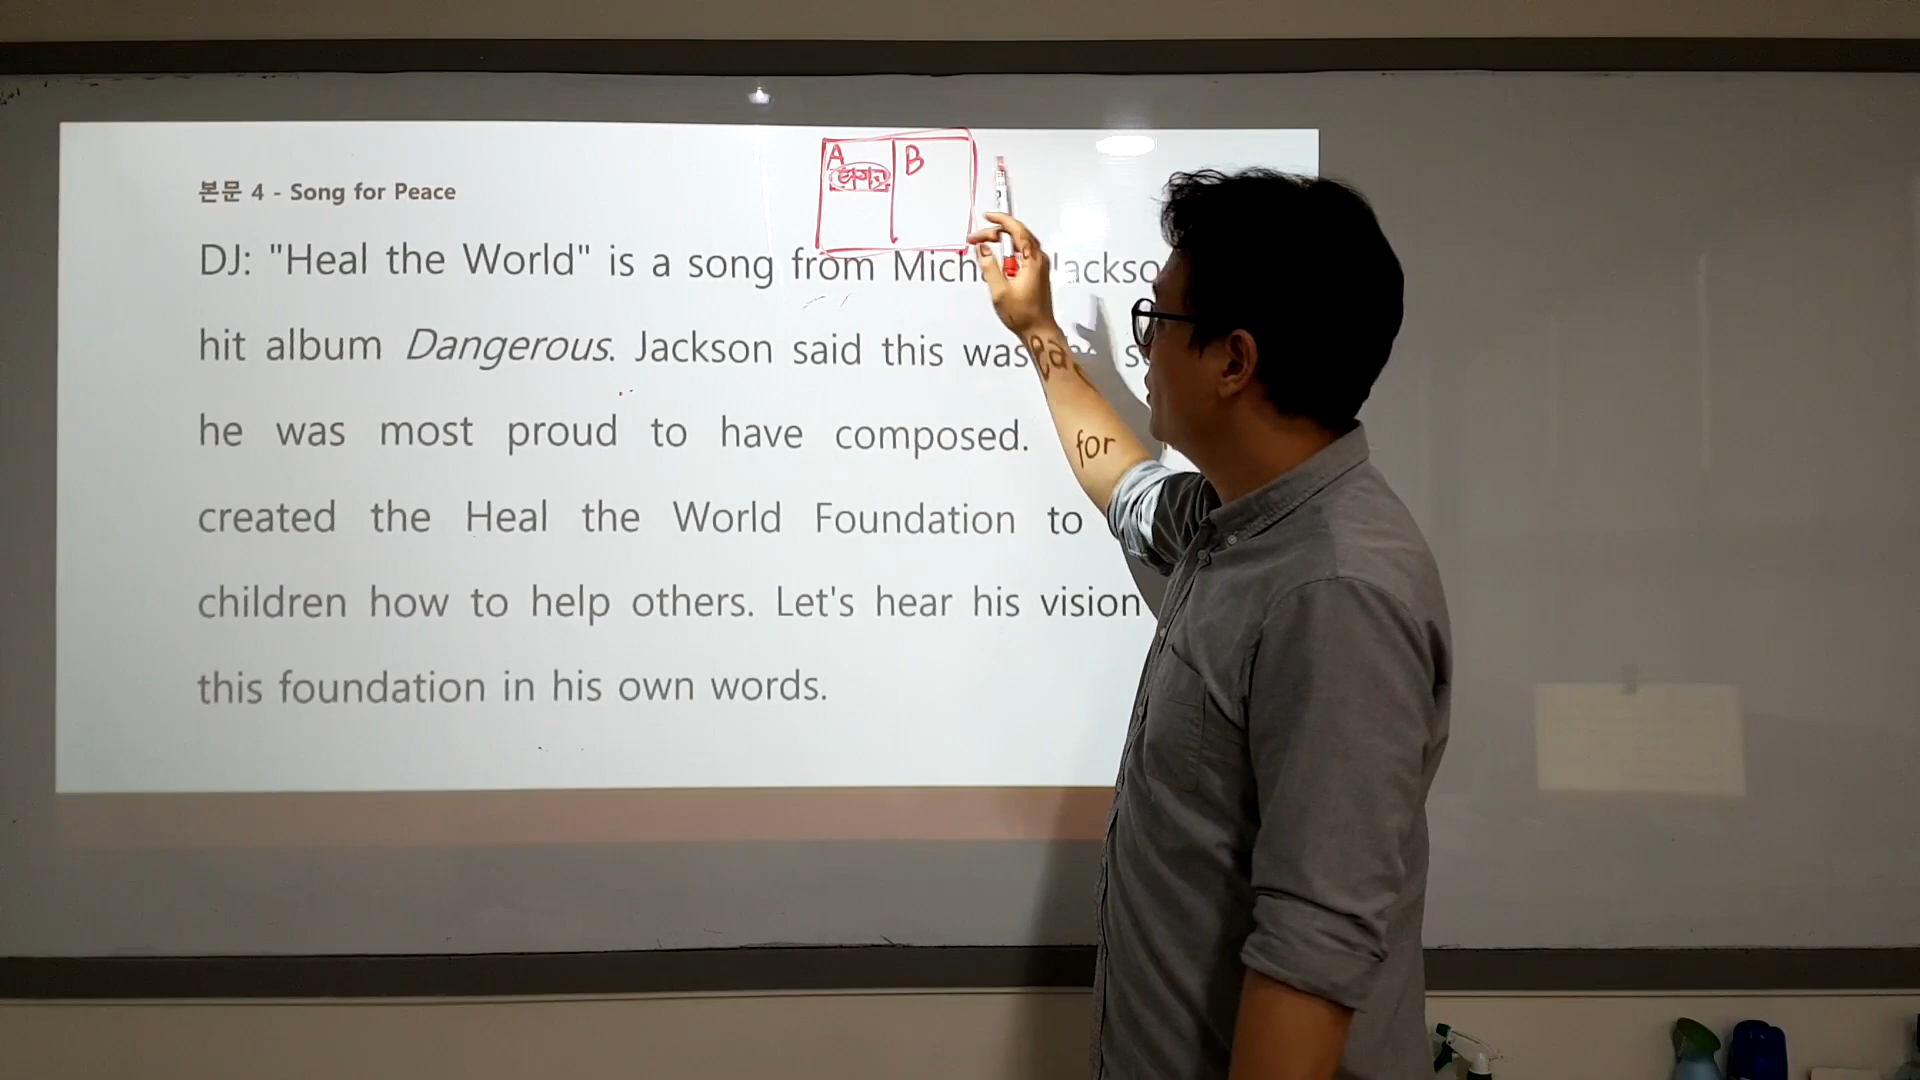 A B
본문 4 - Song for Peace
DJ: "Heal the World" is a song from
hit album Dangerous. Jackson said this was
he was most proud to have composed. for
created the Heal the World Foundation to
children how to help others. Let's hear his vision
this foundation in his own words.